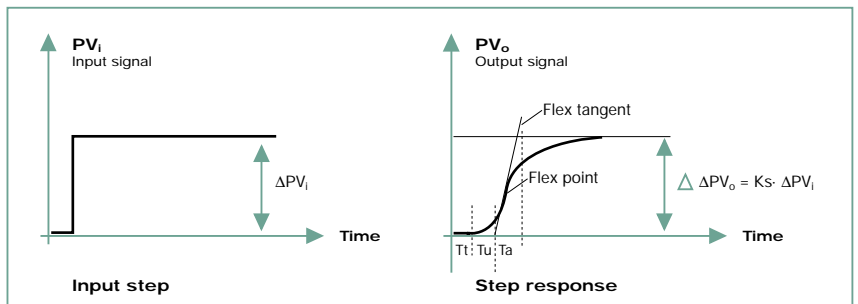 PVi
Input signal
ΔPVi
Time
Input step
PVo
Output signal
Flex tangent
Flex point
Δ ΔPVo = Ks· ΔPVi
Tt Tu Ta
Time
Step response